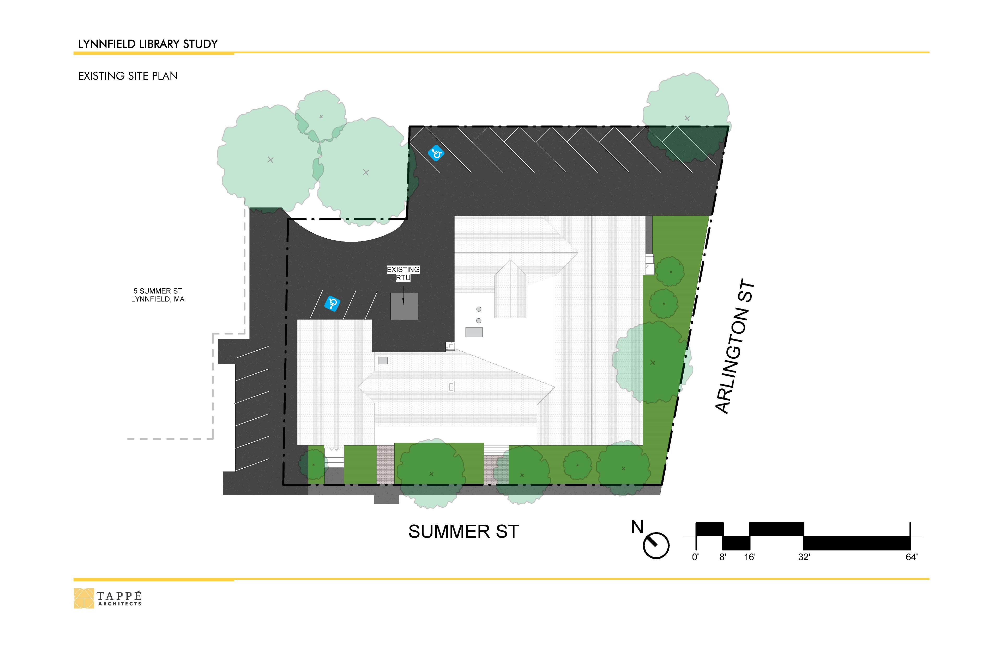 LYNNFIELD LIBRARY STUDY
EXISTING SITE PLAN
EXISTING
RTU
5 SUMMER ST
LYNNFIELD, MA
ARLINGTON ST
SUMMER ST
N
0' 8' 16' 32' 64'
TAPPÉ
ARCHITECTS